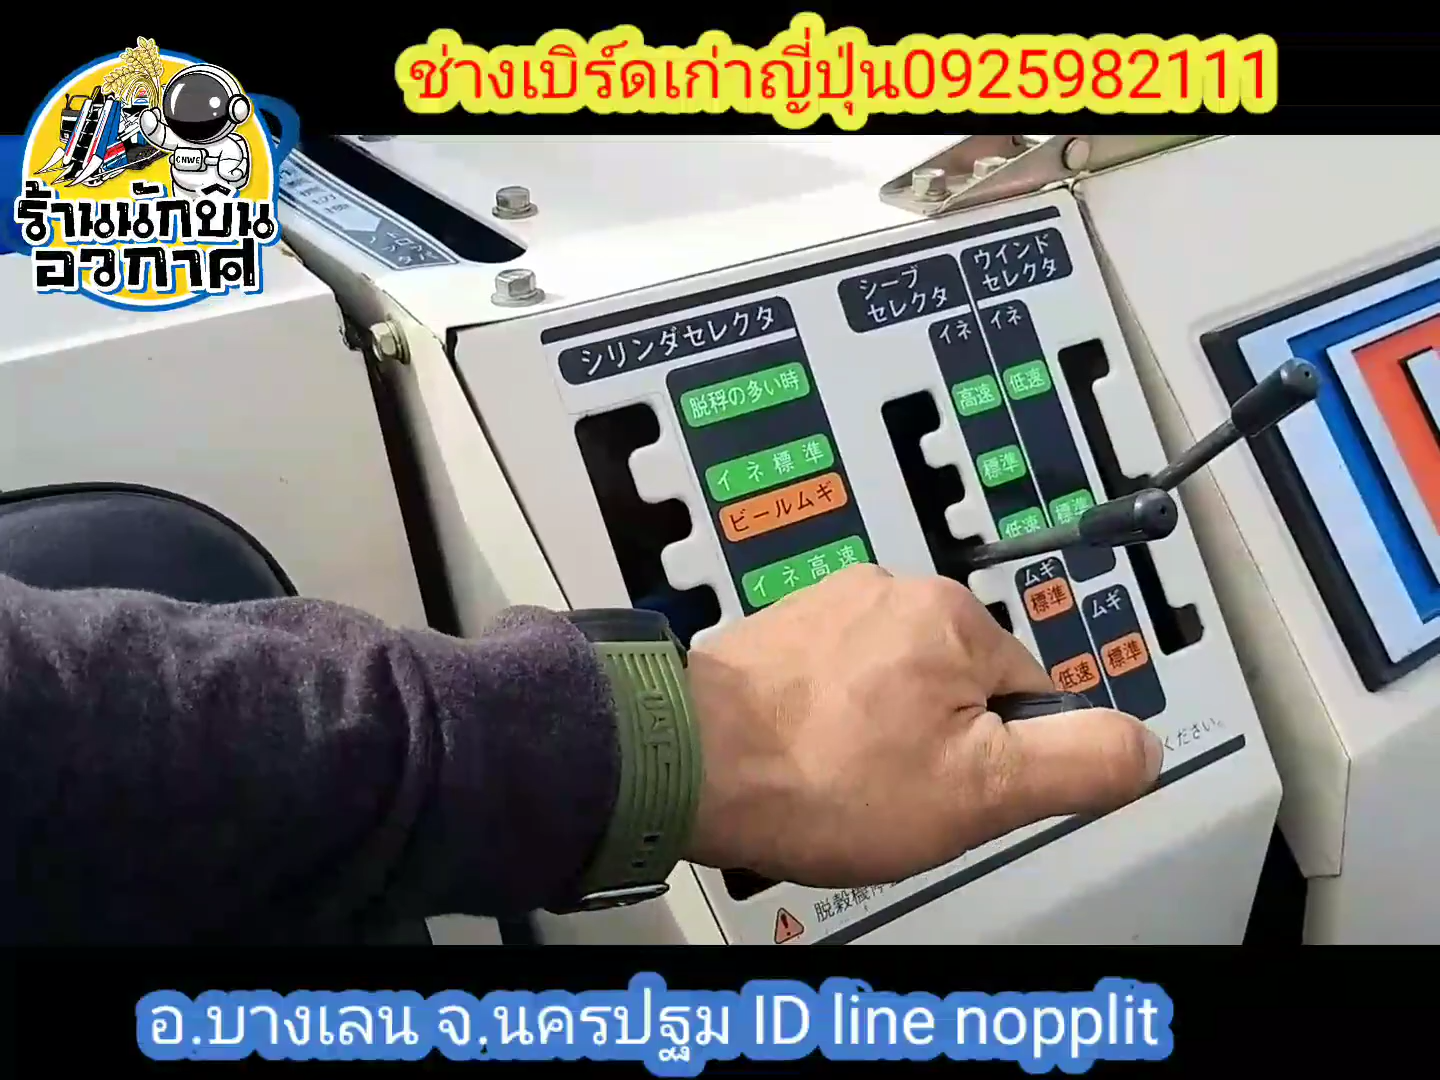 ช่างเบิร์ดเก่าญี่ปุ่น0925982111
CNWE
ร้านนักบิน
อวกาศ
シリンダセレクタ
脱稃の多い時
イネ標準
ビールムギ
イネ高速
シーブ
セレクタ
イネ
高速
標準
低速
ムギ
標準
低速
ウインド
セレクタ
イネ
低速
標準
ムギ
標準
脱穀機停
ください。
อ.บางเลน จ.นครปฐม ID line nopplit